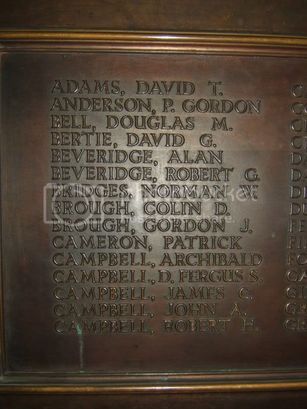 ADAMS, DAVID T.
ANDERSON, P. GORDON
BELL, DOUGLAS M.
BERTIE, DAVID G.
BEVERIDGE, ALAN
BEVERIDGE, ROBERT G.
BRIDGES, NORMAN W.
BROUGH, COLIN D.
BROUGH, GORDON J.
CAMERON, PATRICK
CAMPBELL, ARCHIBALD
CAMPBELL, D. FERGUS S.
CAMPBELL, JAMES C.
CAMPBELL, JOHN A.
CAMPBELL, ROBERT H.